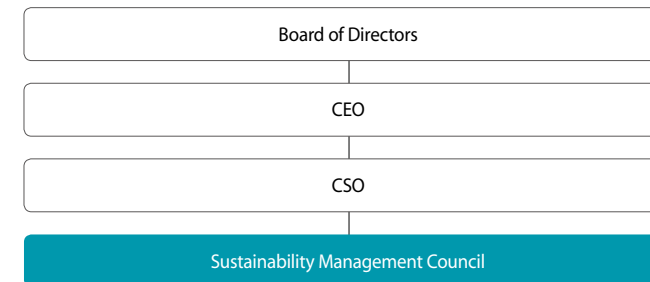 Board of Directors
CEO
CSO
Sustainability Management Council